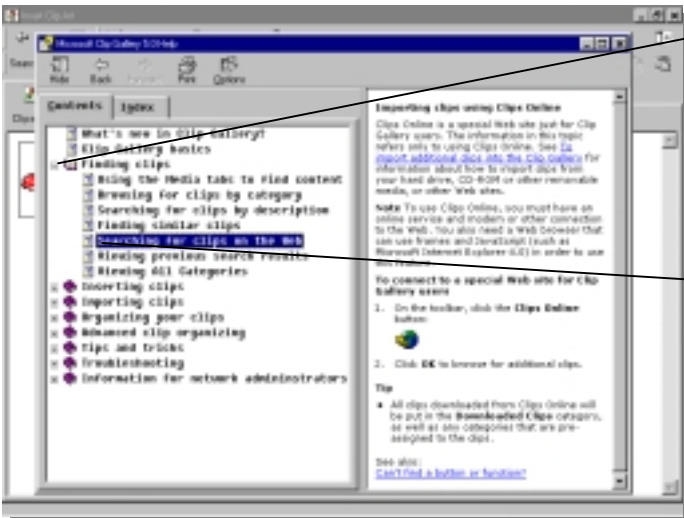 Insert Clip Art
Microsoft Clip Gallery 5.0 Help
Hide Back Forward Print Options
Contents Index
What's new in Clip Gallery?
Clip Gallery basics
Finding clips
Using the Media tabs to find content
Browsing for clips by category
Searching for clips by description
Finding similar clips
Searching for clips on the Web
Viewing previous search results
Viewing All Categories
Inserting clips
Importing clips
Organizing your clips
Advanced clip organizing
Tips and tricks
Troubleshooting
Information for network admininstrators
Importing clips using Clips Online
Clips Online is a special Web site just for Clip
Gallery users. The information in this topic
refers only to using Clips Online. See To
import additional clips into the Clip Gallery for
information about how to import clips from
your hard drive, CD-ROM or other removable
media, or other Web sites.
Note To use Clips Online, you must have an
online service and modem or other connection
to the Web. You also need a Web browser that
can use frames and JavaScript (such as
Microsoft Internet Explorer 4.0) in order to use
this feature.
To connect to a special Web site for Clip
Gallery users
1. On the toolbar, click the Clips Online
button:
2. Click OK to browse for additional clips.
Tip
• All clips downloaded from Clips Online will
be put in the Downloaded Clips category,
as well as any categories that are pre-
assigned to the clips.
See also:
Can't find a button or function?